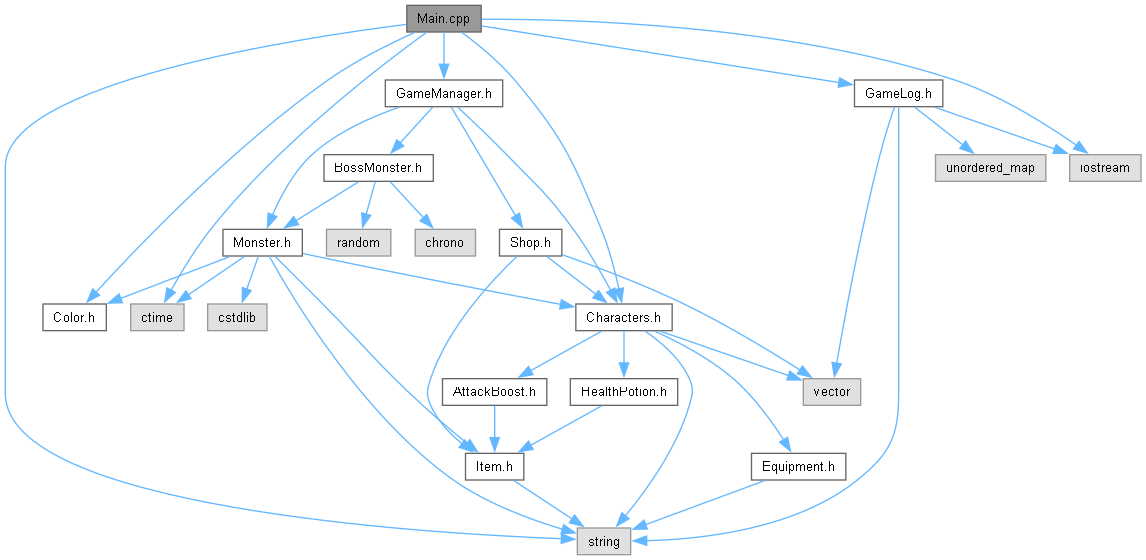 Main.cpp
GameManager.h
GameLog.h
BossMonster.h
unordered_map
iostream
Monster.h
random
chrono
Shop.h
Color.h
ctime
cstdlib
Characters.h
AttackBoost.h
HealthPotion.h
vector
Item.h
Equipment.h
string